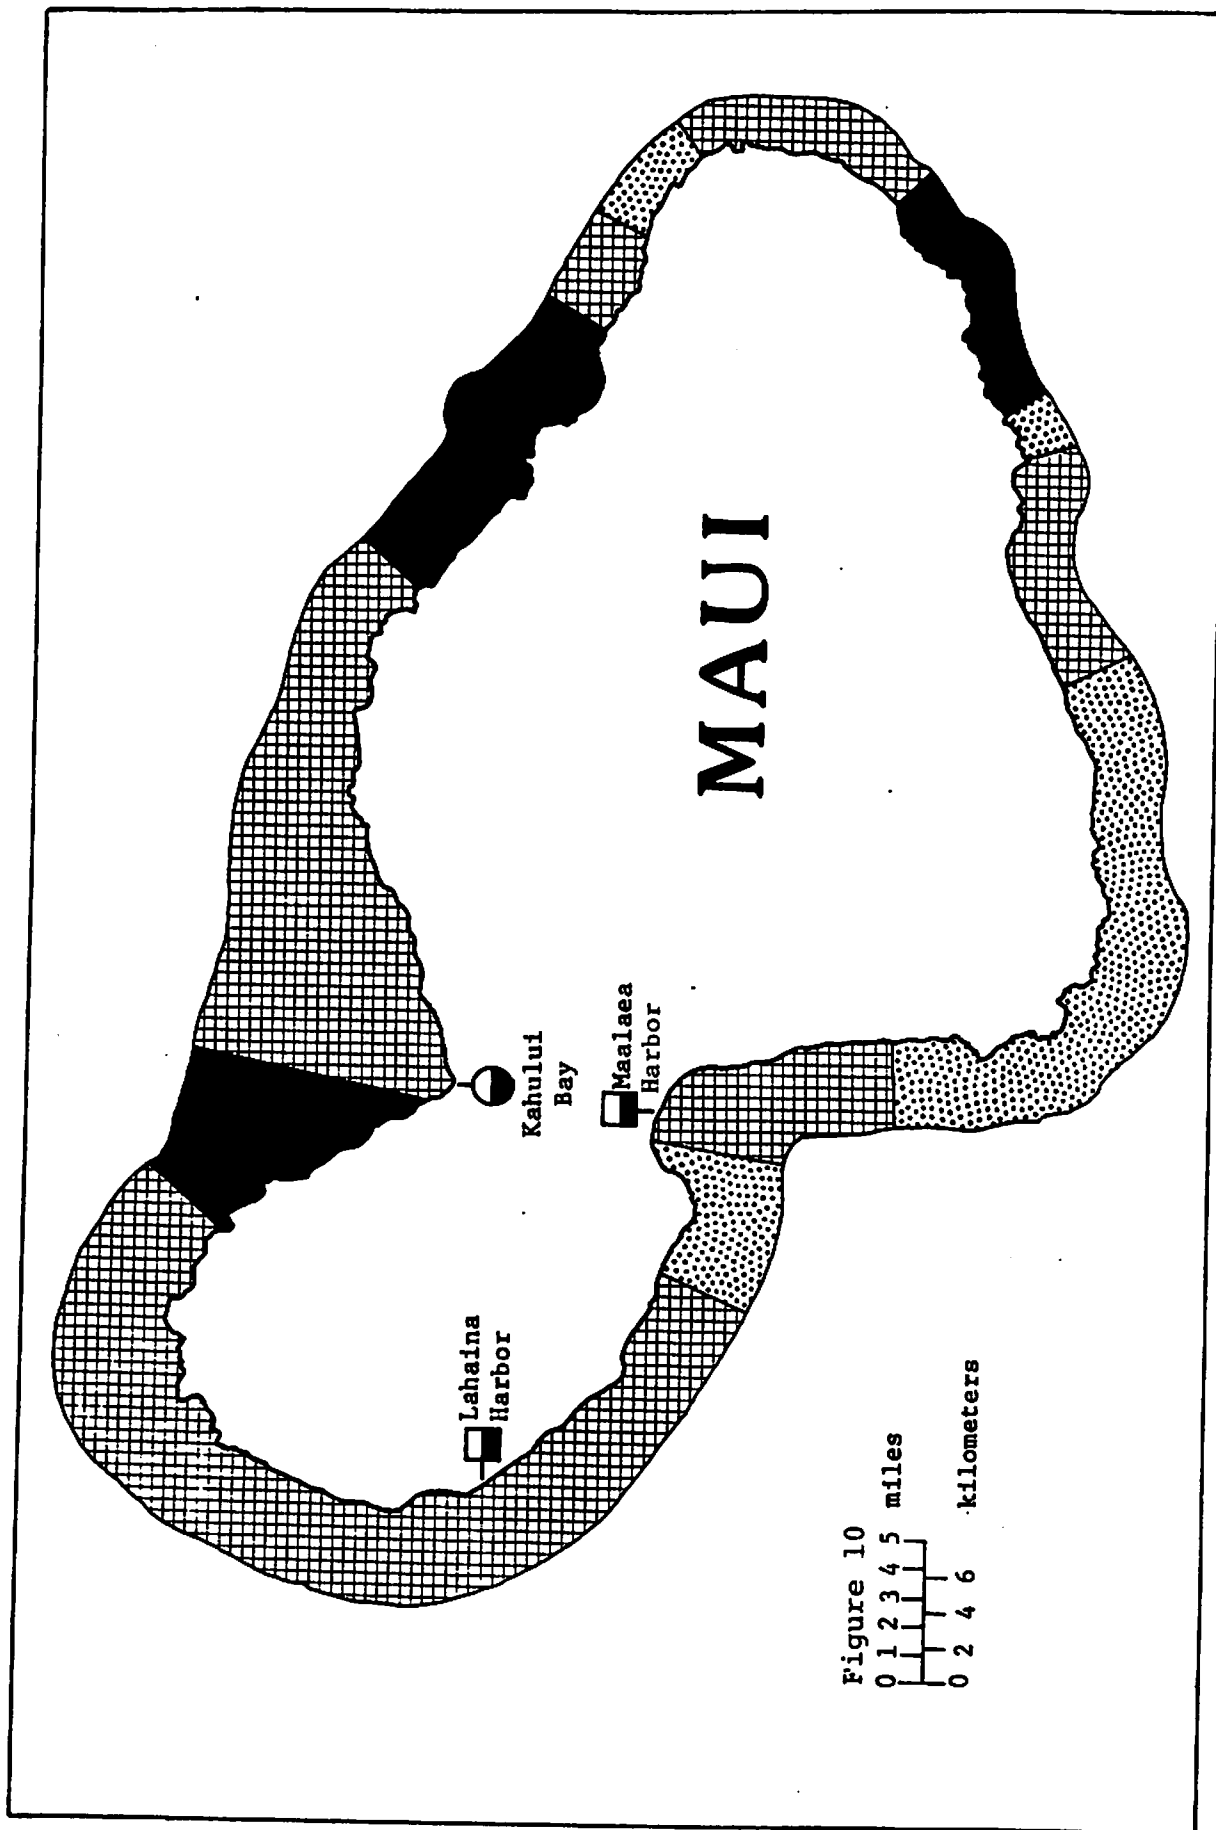 MAUI
Kahului
Bay
Maalaea
Harbor
Lahaina
Harbor
Figure 10
0 1 2 3 4 5 miles
0 2 4 6 kilometers